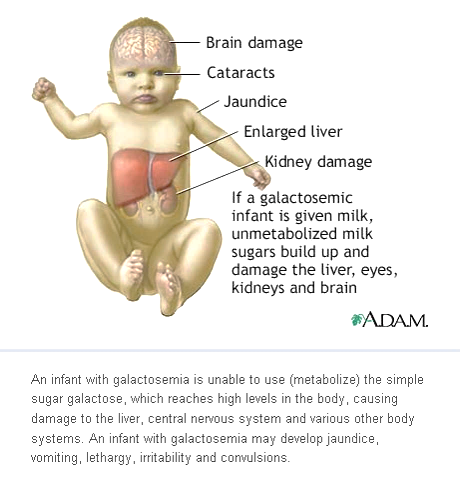 Brain damage
Cataracts
Jaundice
Enlarged liver
Kidney damage
If a galactosemic
infant is given milk,
unmetabolized milk
sugars build up and
damage the liver, eyes,
kidneys and brain
A.D.A.M.
An infant with galactosemia is unable to use (metabolize) the simple
sugar galactose, which reaches high levels in the body, causing
damage to the liver, central nervous system and various other body
systems. An infant with galactosemia may develop jaundice,
vomiting, lethargy, irritability and convulsions.